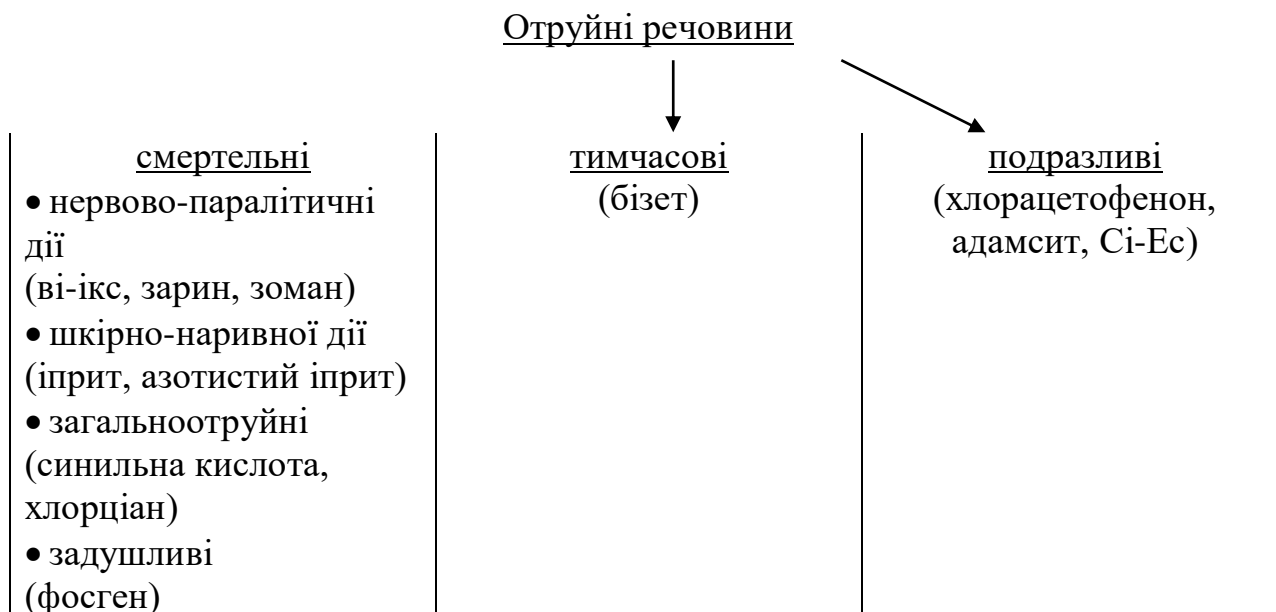 Отруйні речовини
смертельні
• нервово-паралітичні
дії
(ві-ікс, зарин, зоман)
• шкірно-наривної дії
(іприт, азотистий іприт)
• загальноотруйні
(синильна кислота,
хлорціан)
• задушливі
(фосген)
тимчасові
(бізет)
подразливі
(хлорацетофенон,
адамсит, Сі-Ес)